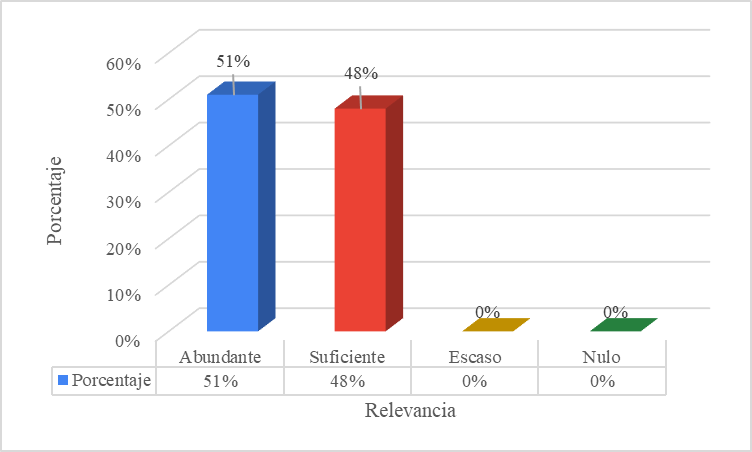 51%
48%
0%
0%
60%
50%
40%
30%
20%
10%
0%
Porcentaje
Abundante Suficiente Escaso Nulo
Porcentaje 51% 48% 0% 0%
Relevancia